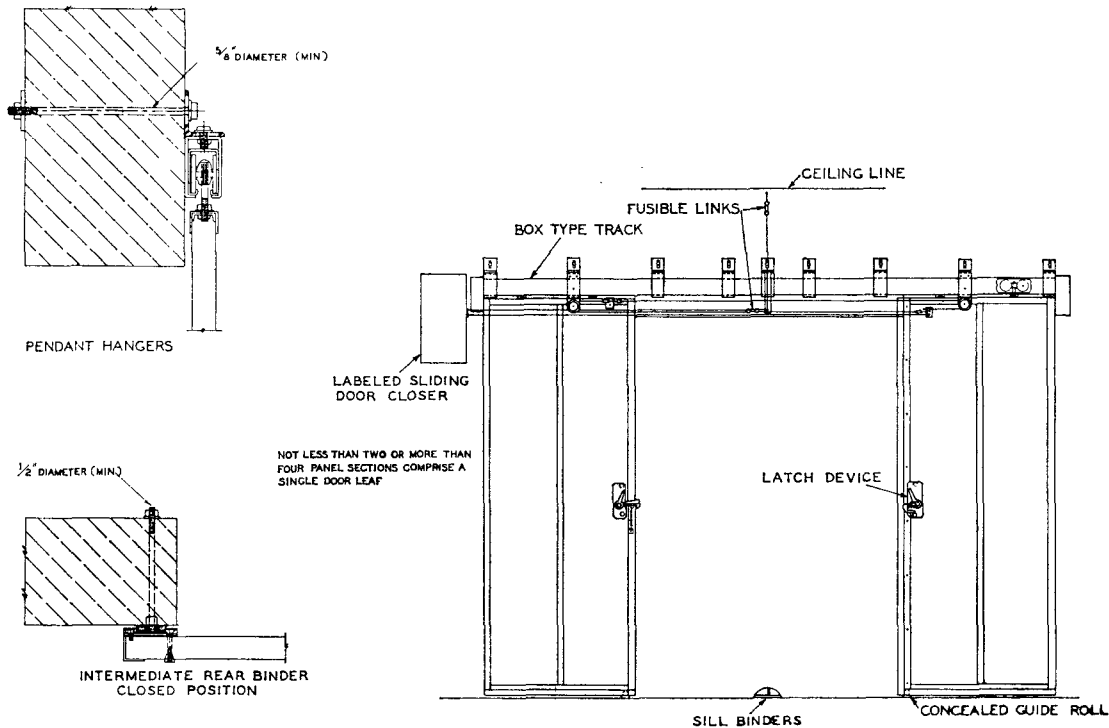 5/8" DIAMETER (MIN)
PENDANT HANGERS
CEILING LINE
FUSIBLE LINKS
BOX TYPE TRACK
LABELED SLIDING
DOOR CLOSER
1/2" DIAMETER (MIN.)
NOT LESS THAN TWO OR MORE THAN
FOUR PANEL SECTIONS COMPRISE A
SINGLE DOOR LEAF
LATCH DEVICE
INTERMEDIATE REAR BINDER
CLOSED POSITION
SILL BINDERS
CONCEALED GUIDE ROLL